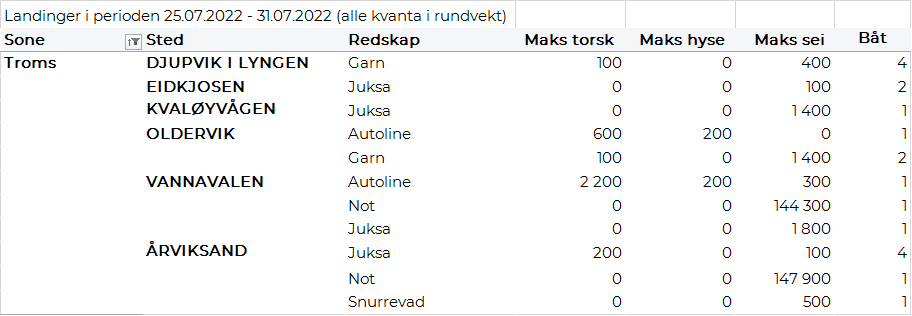 Landinger i perioden 25.07.2022 - 31.07.2022 (alle kvanta i rundvekt)
Sone Sted Redskap Maks torsk Maks hyse Maks sei Båt
Troms DJUPVIK I LYNGEN Garn 100 0 400 4
EIDKJOSEN Juksa 0 0 100 2
KVALØYVÅGEN Juksa 0 0 1 400 1
OLDERVIK Autoline 600 200 0 1
Garn 100 0 1 400 2
VANNAVALEN Autoline 2 200 200 300 1
Not 0 0 144 300 1
Juksa 0 0 1 800 1
ÅRVIKSAND Juksa 200 0 100 4
Not 0 0 147 900 1
Snurrevad 0 0 500 1